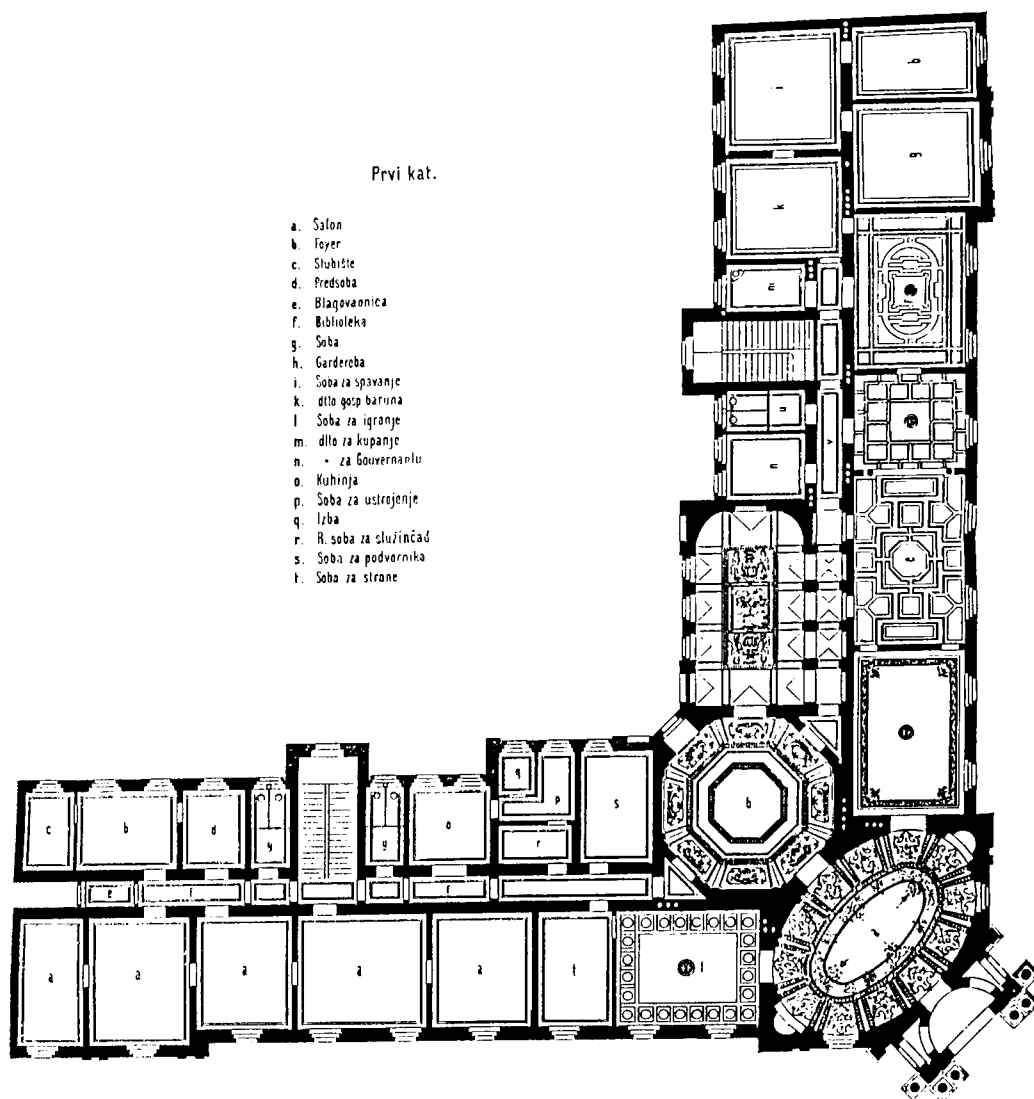 Prvi kat.
a. Salon
b. Foyer
c. Stubište
d. Predsoba
e. Blagovaonica
f. Biblioteka
g. Soba
h. Garderoba
i. Soba za spavanje
k. dtto gosp baruna
l Soba za igranje
m. dtto za kupanje
n. " za Gouvernantu
o. Kuhinja
p. Soba za ustrojenje
q. Izba
r. R. soba za služinčad
s. Soba za podvornika
t. Soba za strane
i
b
g
k
m
u
n
v
e
b
q
p
s
c
b
d
y
y
o
r
e
f
f
a
a
a
a
a
t
l
a